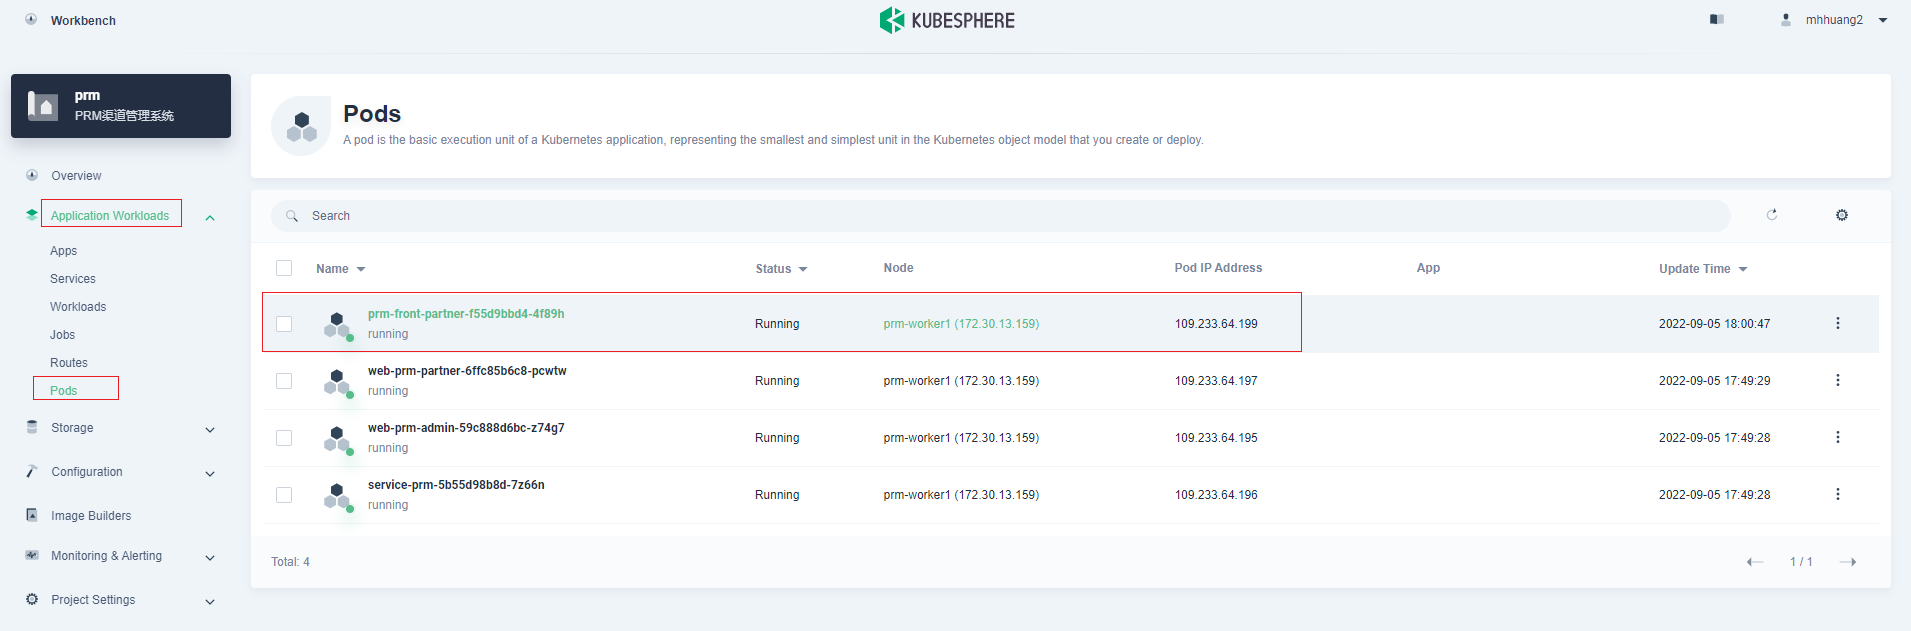 Workbench
KUBESPHERE
mhhuang2
prm
PRM渠道管理系统
Overview
Application Workloads
Apps
Services
Workloads
Jobs
Routes
Pods
Storage
Configuration
Image Builders
Monitoring & Alerting
Project Settings
Pods
A pod is the basic execution unit of a Kubernetes application, representing the smallest and simplest unit in the Kubernetes object model that you create or deploy.
Search
Name Status Node Pod IP Address App Update Time
prm-front-partner-f55d9bbd4-4f89h
running
Running prm-worker1 (172.30.13.159) 109.233.64.199 2022-09-05 18:00:47
web-prm-partner-6ffc85b6c8-pcwtw
running
Running prm-worker1 (172.30.13.159) 109.233.64.197 2022-09-05 17:49:29
web-prm-admin-59c888d6bc-z74g7
running
Running prm-worker1 (172.30.13.159) 109.233.64.195 2022-09-05 17:49:28
service-prm-5b55d98b8d-7z66n
running
Running prm-worker1 (172.30.13.159) 109.233.64.196 2022-09-05 17:49:28
Total: 4
1 / 1